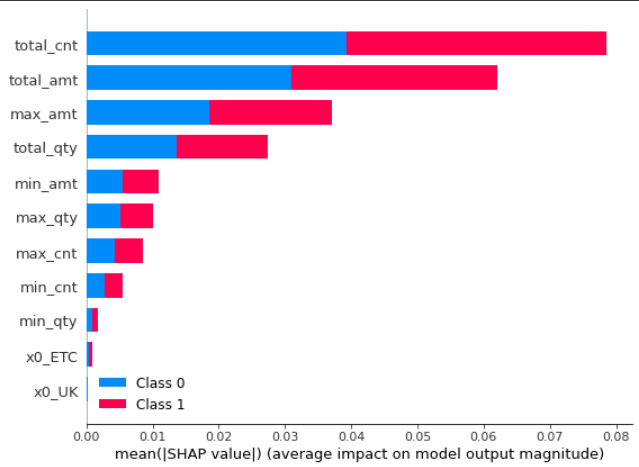 total_cnt
total_amt
max_amt
total_qty
min_amt
max_qty
max_cnt
min_cnt
min_qty
x0_ETC
x0_UK
Class 0
Class 1
0.00 0.01 0.02 0.03 0.04 0.05 0.06 0.07 0.08
mean(|SHAP value|) (average impact on model output magnitude)